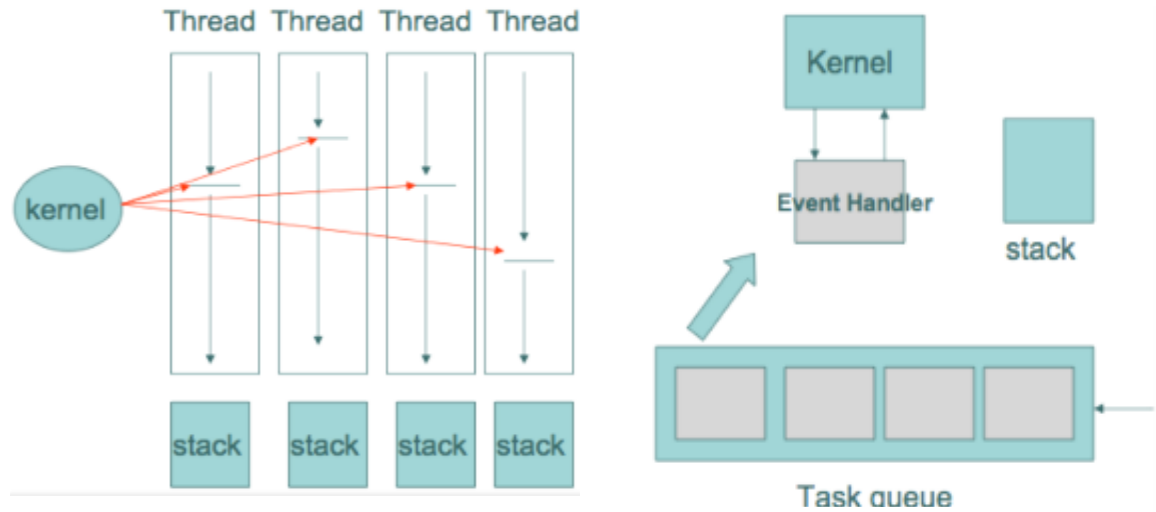 Thread Thread Thread Thread
kernel
stack stack stack stack
Kernel
Event Handler
stack
Task queue